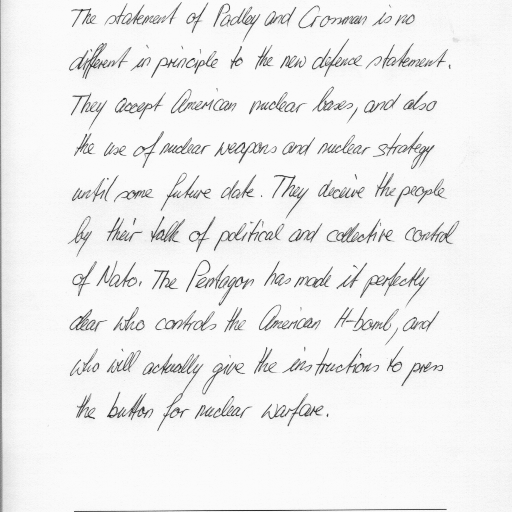 The statement of Padley and Crossman is no
different in principle to the new defence statement.
They accept American nuclear bases, and also
the use of nuclear weapons and nuclear strategy
until some future date. They deceive the people
by their talk of political and collective control
of Nato. The Pentagon has made it perfectly
clear who controls the American H-bomb, and
who will actually give the instructions to press
the button for nuclear warfare.